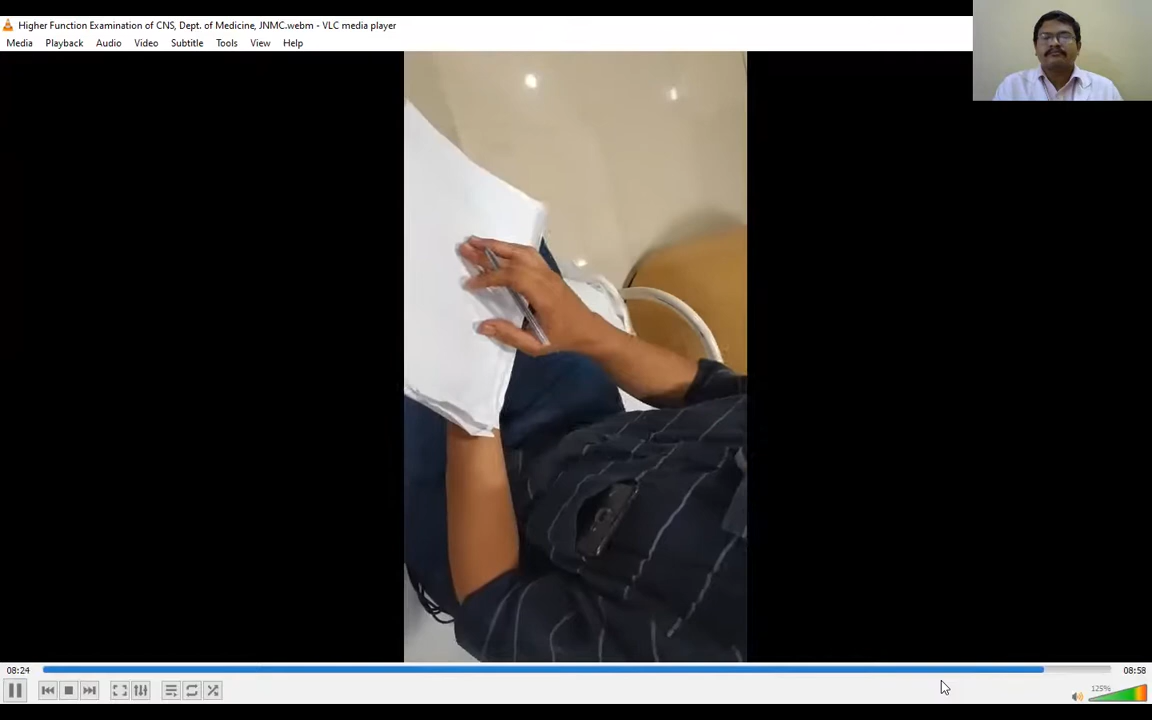 Higher Function Examination of CNS, Dept. of Medicine, JNMC.webm - VLC media player
Media Playback Audio Video Subtitle Tools View Help
08:24 08:58
125%